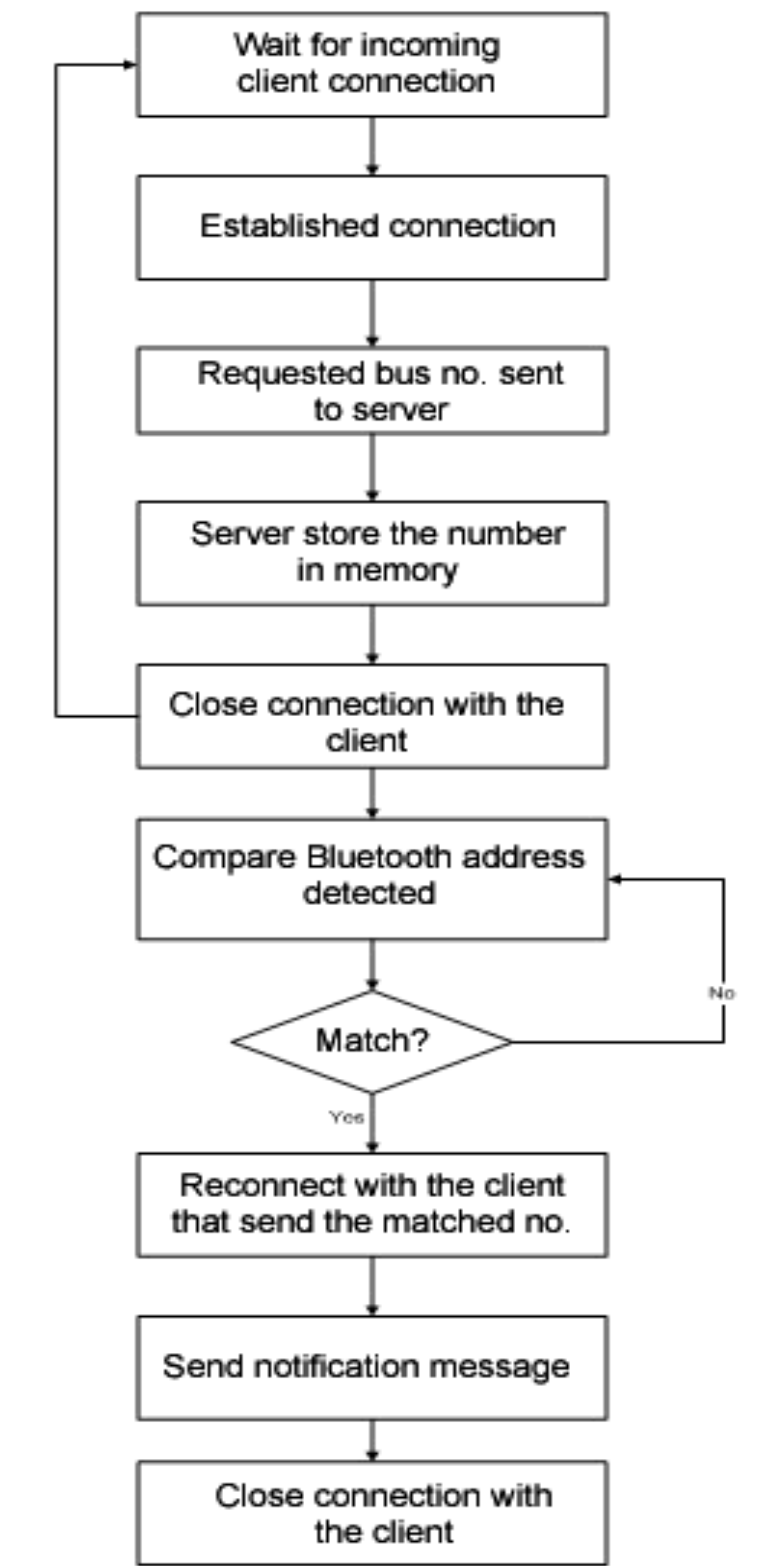 Wait for incoming
client connection
Established connection
Requested bus no. sent
to server
Server store the number
in memory
Close connection with the
client
Compare Bluetooth address
detected
No
Match?
Yes
Reconnect with the client
that send the matched no.
Send notification message
Close connection with
the client